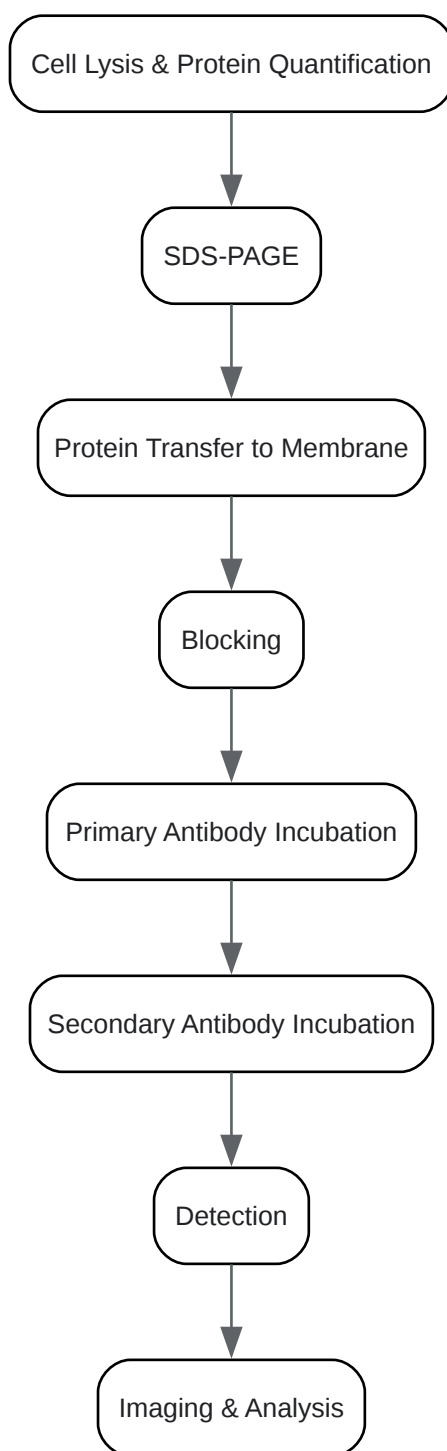 Cell Lysis & Protein Quantification
SDS-PAGE
Protein Transfer to Membrane
Blocking
Primary Antibody Incubation
Secondary Antibody Incubation
Detection
Imaging & Analysis